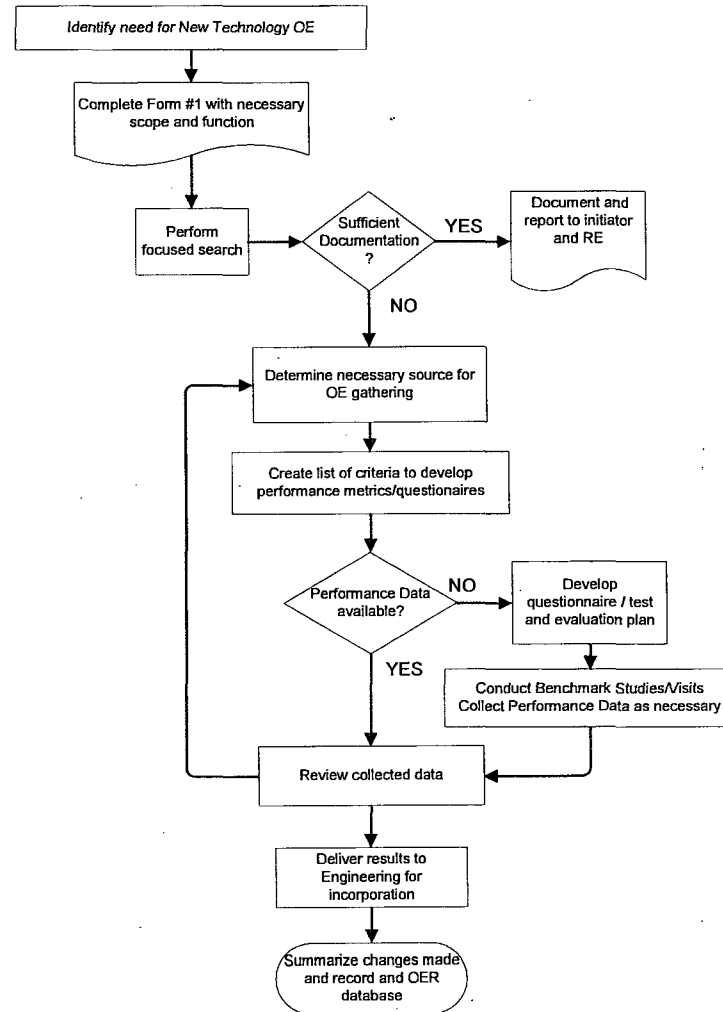 Identify need for New Technology OE
Complete Form #1 with necessary
scope and function
Perform
focused search
Sufficient
Documentation
?
YES
Document and
report to initiator
and RE
NO
Determine necessary source for
OE gathering
Create list of criteria to develop
performance metrics/questionaires
Performance Data
available?
NO
Develop
questionnaire / test
and evaluation plan
YES
Conduct Benchmark Studies/Visits
Collect Performance Data as necessary
Review collected data
Deliver results to
Engineering for
incorporation
Summarize changes made
and record and OER
database